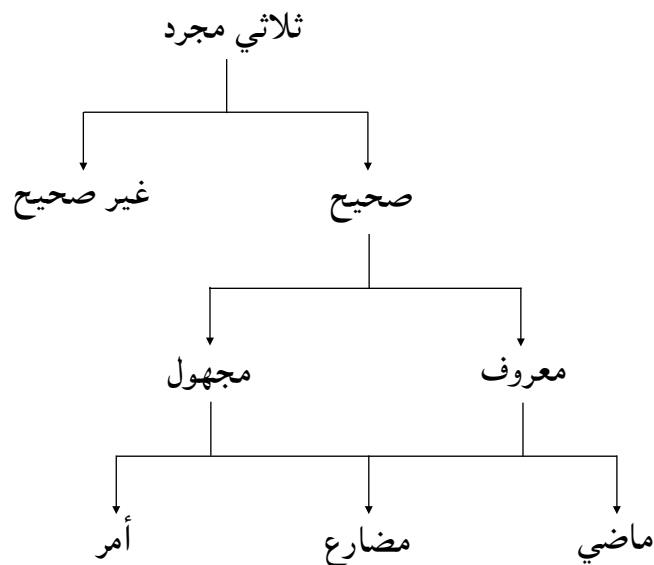 ثلاثي مجرد
صحيح
غير صحيح
معروف
مجهول
ماضي
مضارع
أمر